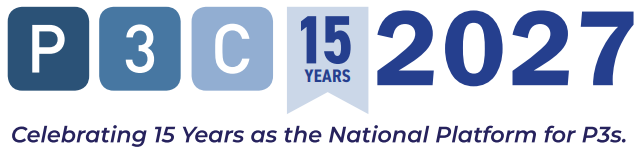 P 3 C 15 YEARS 2027
Celebrating 15 Years as the National Platform for P3s.